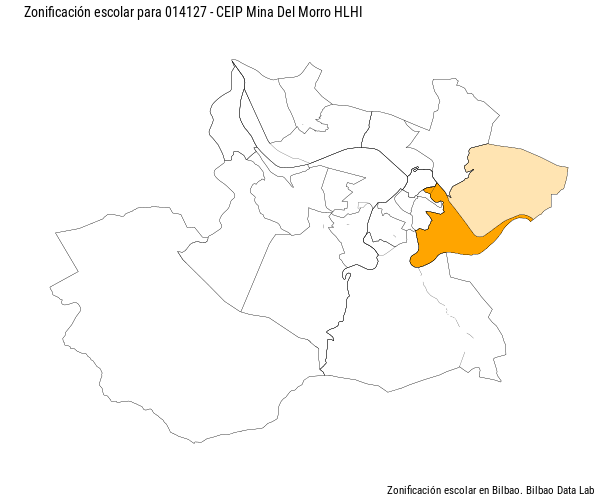 Zonificación escolar para 014127 - CEIP Mina Del Morro HLHI
Zonificación escolar en Bilbao. Bilbao Data Lab